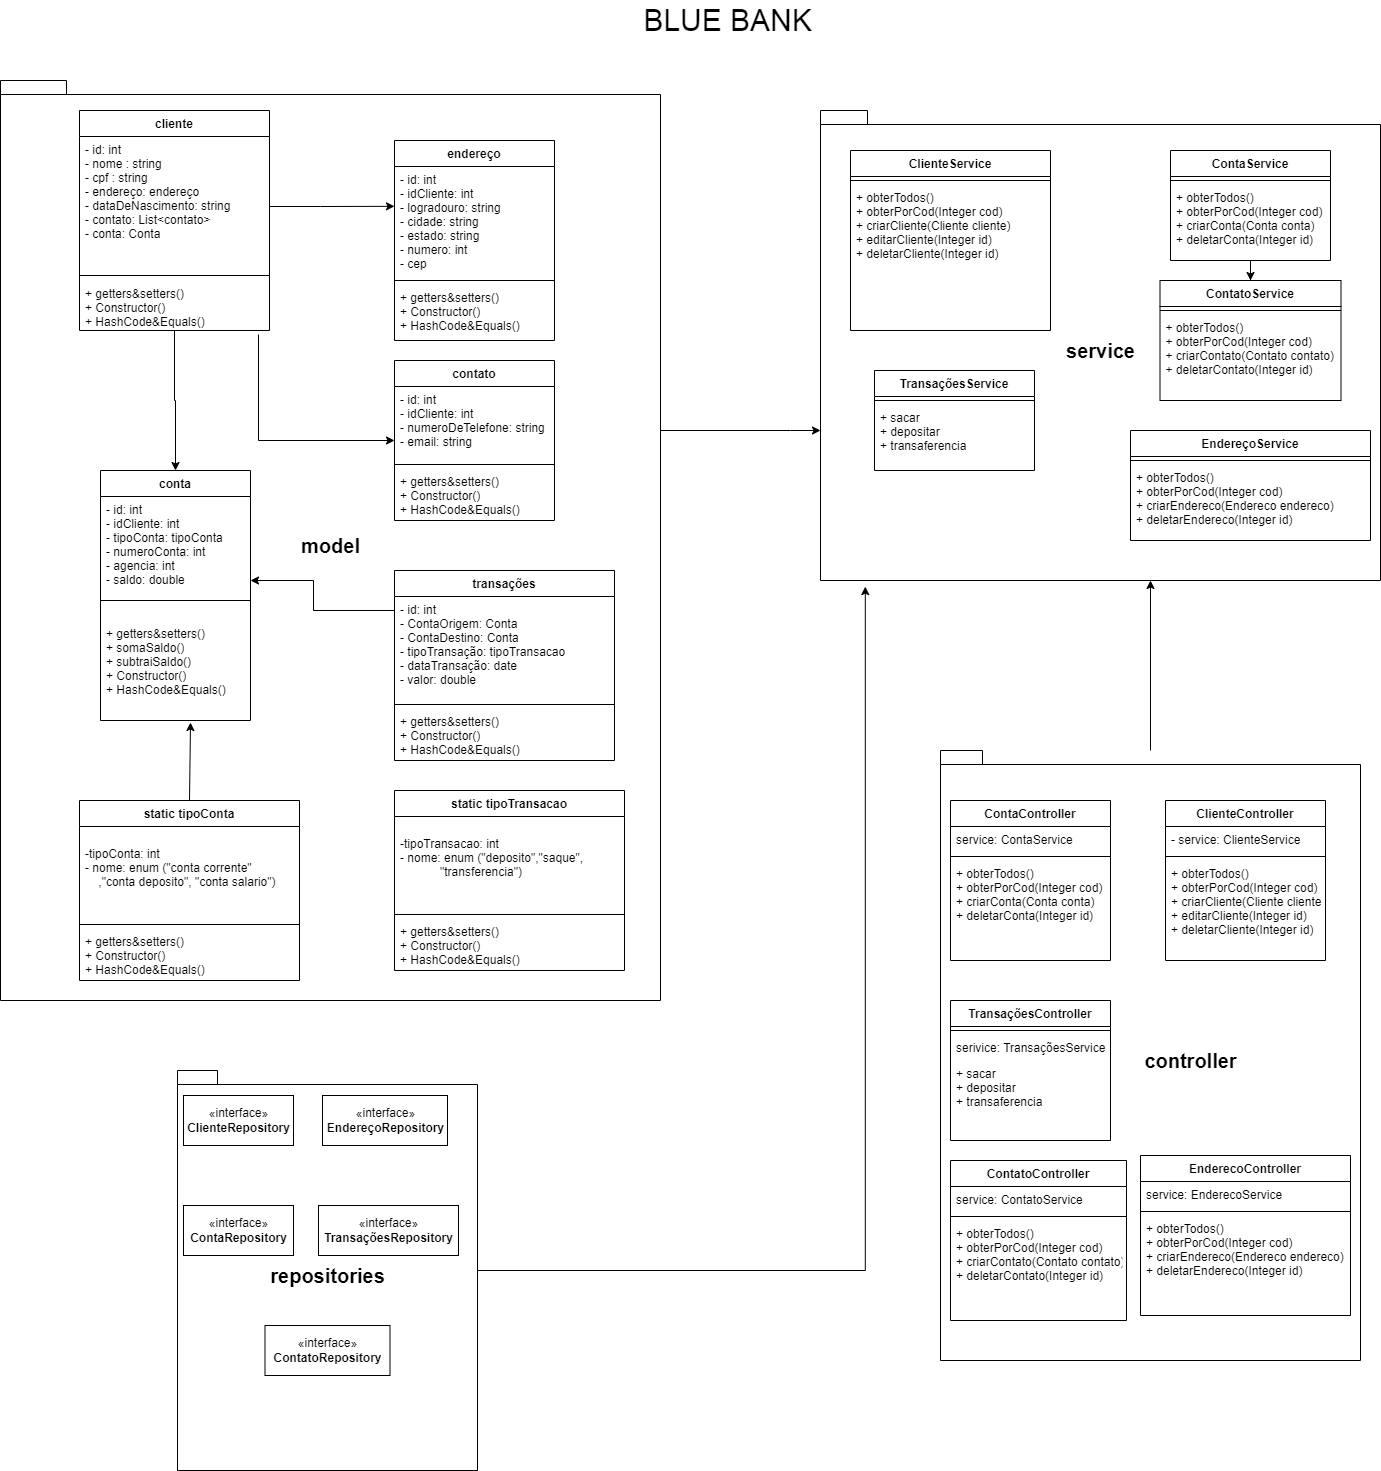 BLUE BANK
cliente
- id: int
- nome : string
- cpf : string
- endereço: endereço
- dataDeNascimento: string
- contato: List<contato>
- conta: Conta
+ getters&setters()
+ Constructor()
+ HashCode&Equals()
endereço
- id: int
- idCliente: int
- logradouro: string
- cidade: string
- estado: string
- numero: int
- cep
+ getters&setters()
+ Constructor()
+ HashCode&Equals()
contato
- id: int
- idCliente: int
- numeroDeTelefone: string
- email: string
+ getters&setters()
+ Constructor()
+ HashCode&Equals()
conta
- id: int
- idCliente: int
- tipoConta: tipoConta
- numeroConta: int
- agencia: int
- saldo: double
+ getters&setters()
+ somaSaldo()
+ subtraiSaldo()
+ Constructor()
+ HashCode&Equals()
model
transações
- id: int
- ContaOrigem: Conta
- ContaDestino: Conta
- tipoTransação: tipoTransacao
- dataTransação: date
- valor: double
+ getters&setters()
+ Constructor()
+ HashCode&Equals()
static tipoConta
-tipoConta: int
- nome: enum ("conta corrente"
,"conta deposito", "conta salario")
+ getters&setters()
+ Constructor()
+ HashCode&Equals()
static tipoTransacao
-tipoTransacao: int
- nome: enum ("deposito","saque",
"transferencia")
+ getters&setters()
+ Constructor()
+ HashCode&Equals()
ClienteService
+ obterTodos()
+ obterPorCod(Integer cod)
+ criarCliente(Cliente cliente)
+ editarCliente(Integer id)
+ deletarCliente(Integer id)
ContaService
+ obterTodos()
+ obterPorCod(Integer cod)
+ criarConta(Conta conta)
+ deletarConta(Integer id)
ContatoService
+ obterTodos()
+ obterPorCod(Integer cod)
+ criarContato(Contato contato)
+ deletarContato(Integer id)
service
TransaçõesService
+ sacar
+ depositar
+ transaferencia
EndereçoService
+ obterTodos()
+ obterPorCod(Integer cod)
+ criarEndereco(Endereco endereco)
+ deletarEndereco(Integer id)
ContaController
service: ContaService
+ obterTodos()
+ obterPorCod(Integer cod)
+ criarConta(Conta conta)
+ deletarConta(Integer id)
ClienteController
- service: ClienteService
+ obterTodos()
+ obterPorCod(Integer cod)
+ criarCliente(Cliente cliente
+ editarCliente(Integer id)
+ deletarCliente(Integer id)
TransaçõesController
serivice: TransaçõesService
+ sacar
+ depositar
+ transaferencia
controller
ContatoController
service: ContatoService
+ obterTodos()
+ obterPorCod(Integer cod)
+ criarContato(Contato contato)
+ deletarContato(Integer id)
EnderecoController
service: EnderecoService
+ obterTodos()
+ obterPorCod(Integer cod)
+ criarEndereco(Endereco endereco)
+ deletarEndereco(Integer id)
«interface»
ClienteRepository
«interface»
EndereçoRepository
«interface»
ContaRepository
«interface»
TransaçõesRepository
repositories
«interface»
ContatoRepository